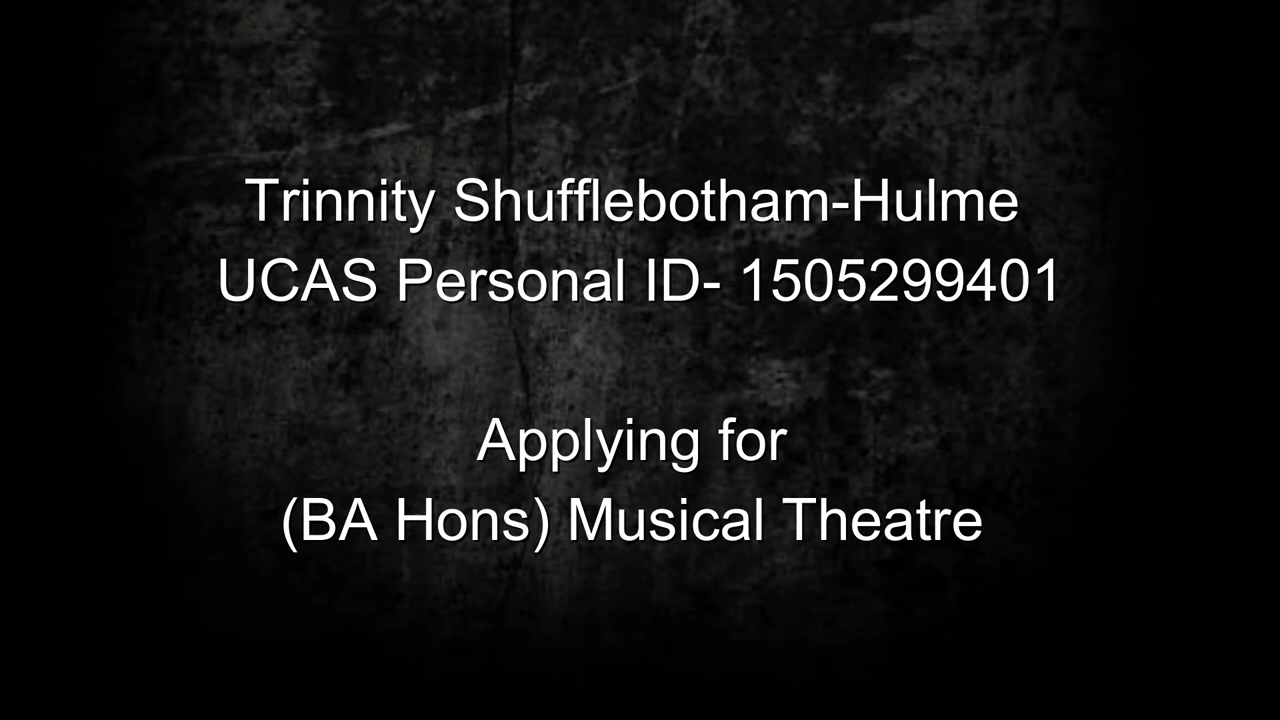 Trinnity Shufflebotham-Hulme
UCAS Personal ID- 1505299401
Applying for
(BA Hons) Musical Theatre